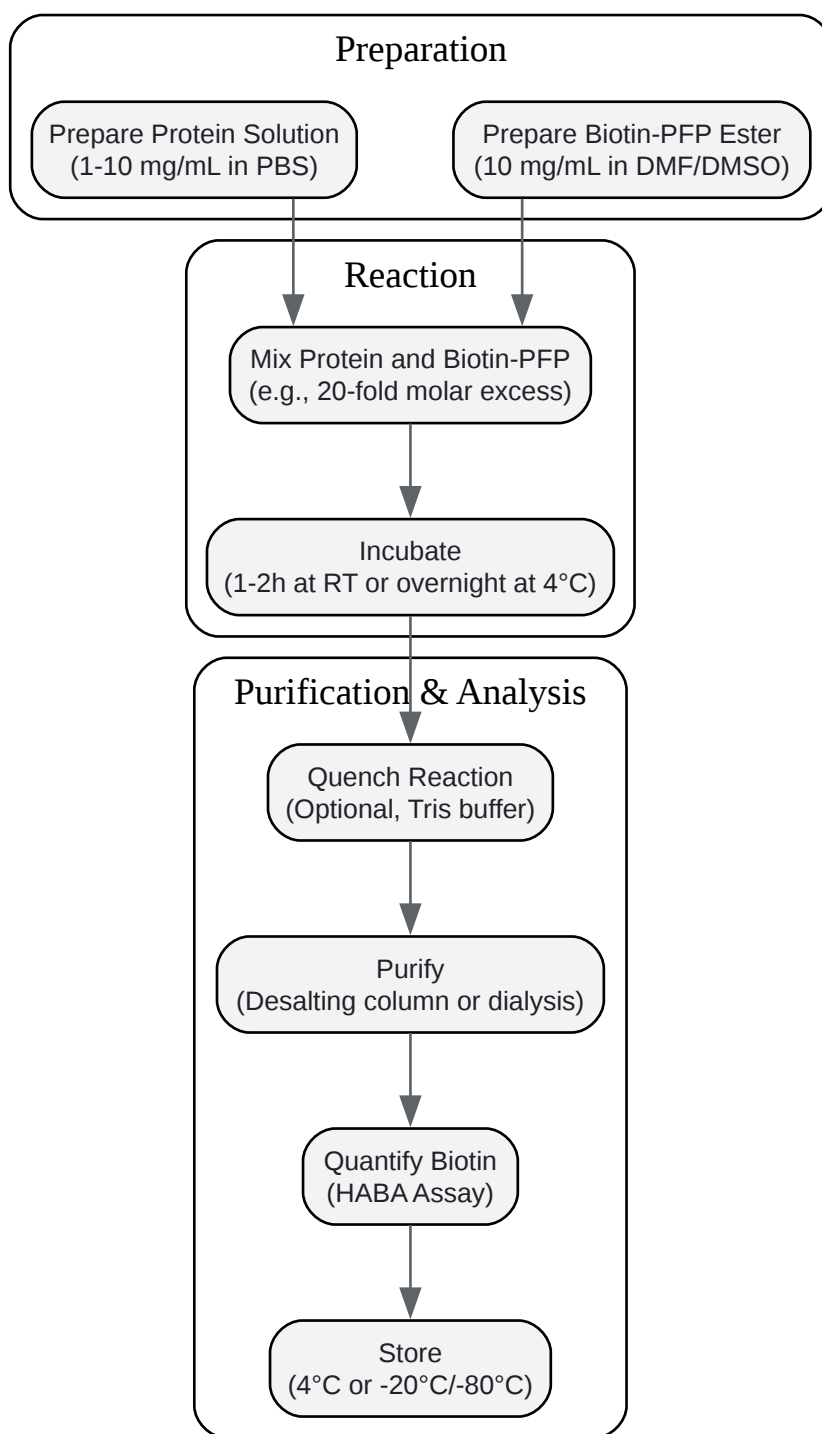 Preparation
Prepare Protein Solution
(1-10 mg/mL in PBS)
Prepare Biotin-PFP Ester
(10 mg/mL in DMF/DMSO)
Reaction
Mix Protein and Biotin-PFP
(e.g., 20-fold molar excess)
Incubate
(1-2h at RT or overnight at 4°C)
Purification & Analysis
Quench Reaction
(Optional, Tris buffer)
Purify
(Desalting column or dialysis)
Quantify Biotin
(HABA Assay)
Store
(4°C or -20°C/-80°C)